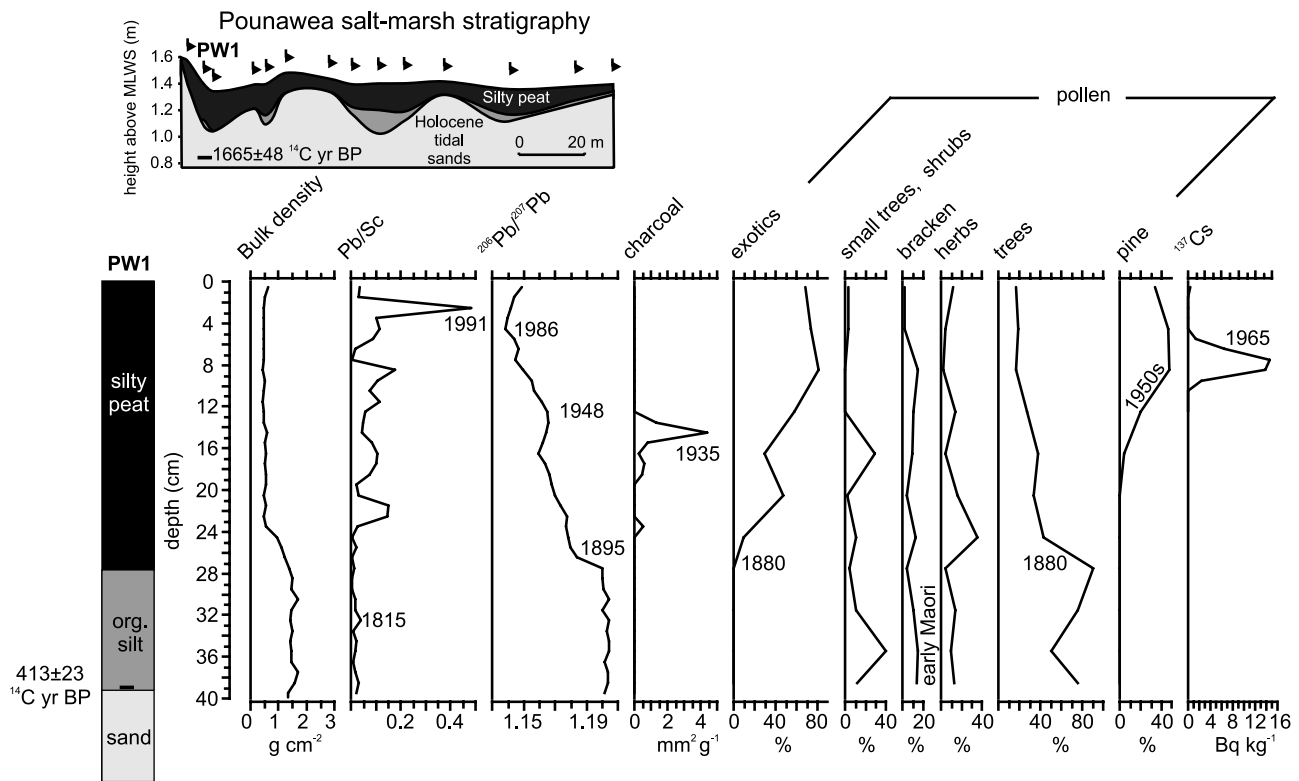 Pounawea salt-marsh stratigraphy
height above MLWS (m)
1.6
1.4
1.2
1.0
0.8
PW1
Silty peat
Holocene
tidal
sands
0 20 m
1665±48 ¹⁴C yr BP
pollen
Bulk density
Pb/Sc
²⁰⁶Pb/²⁰⁷Pb
charcoal
exotics
small trees, shrubs
bracken
herbs
trees
pine
¹³⁷Cs
PW1
silty
peat
org.
silt
sand
413±23
¹⁴C yr BP
depth (cm)
0
4
8
12
16
20
24
28
32
36
40
1991
1815
1986
1948
1895
1935
1880
early Maori
1880
1950s
1965
0 1 2 3
g cm⁻²
0.2 0.4
1.15 1.19
0 2 4
mm² g⁻¹
0 40 80
%
0 20 40
%
0 20
%
0 40
%
40 80
%
0 40
%
0 4 8 12 16
Bq kg⁻¹